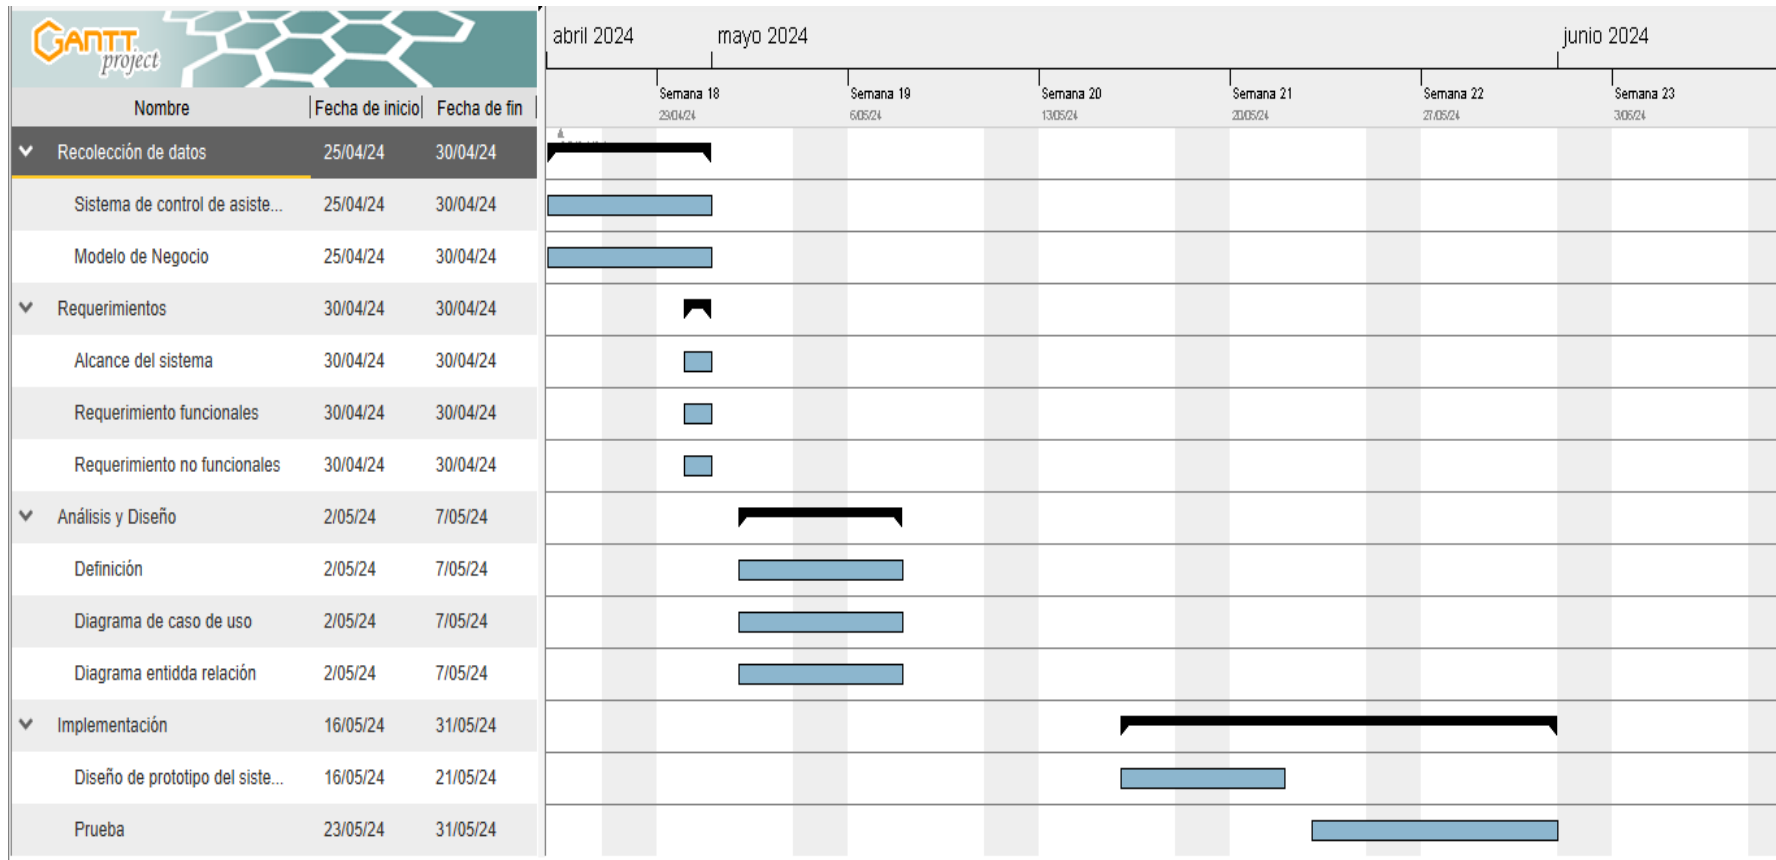 GANTT
project
abril 2024 mayo 2024 junio 2024
Nombre Fecha de inicio Fecha de fin
Semana 18 Semana 19 Semana 20 Semana 21 Semana 22 Semana 23
29/04/24 6/05/24 13/05/24 20/05/24 27/05/24 3/06/24
Recolección de datos 25/04/24 30/04/24
Sistema de control de asiste... 25/04/24 30/04/24
Modelo de Negocio 25/04/24 30/04/24
Requerimientos 30/04/24 30/04/24
Alcance del sistema 30/04/24 30/04/24
Requerimiento funcionales 30/04/24 30/04/24
Requerimiento no funcionales 30/04/24 30/04/24
Análisis y Diseño 2/05/24 7/05/24
Definición 2/05/24 7/05/24
Diagrama de caso de uso 2/05/24 7/05/24
Diagrama entidda relación 2/05/24 7/05/24
Implementación 16/05/24 31/05/24
Diseño de prototipo del siste... 16/05/24 21/05/24
Prueba 23/05/24 31/05/24